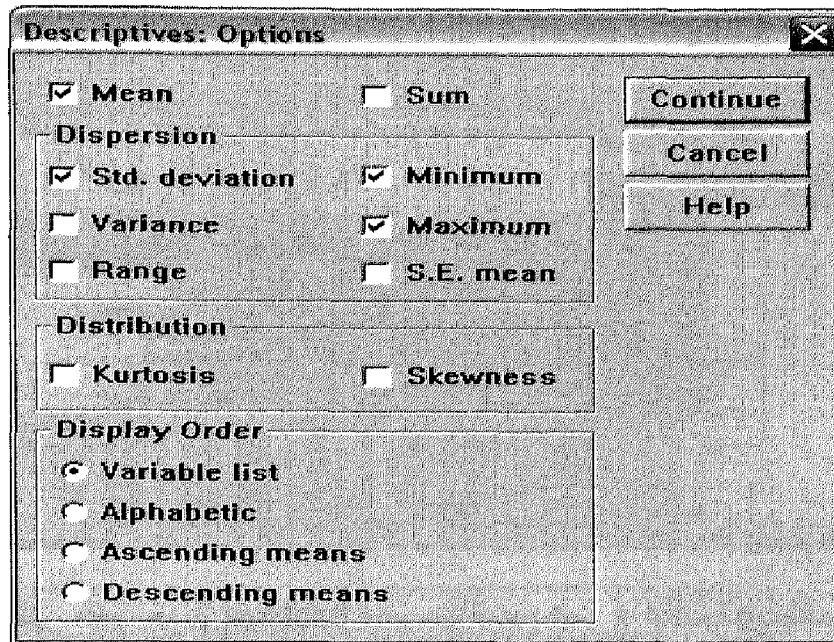 Descriptives: Options
Mean
Sum
Continue
Dispersion
Cancel
Std. deviation
Minimum
Help
Variance
Maximum
Range
S.E. mean
Distribution
Kurtosis
Skewness
Display Order
Variable list
Alphabetic
Ascending means
Descending means